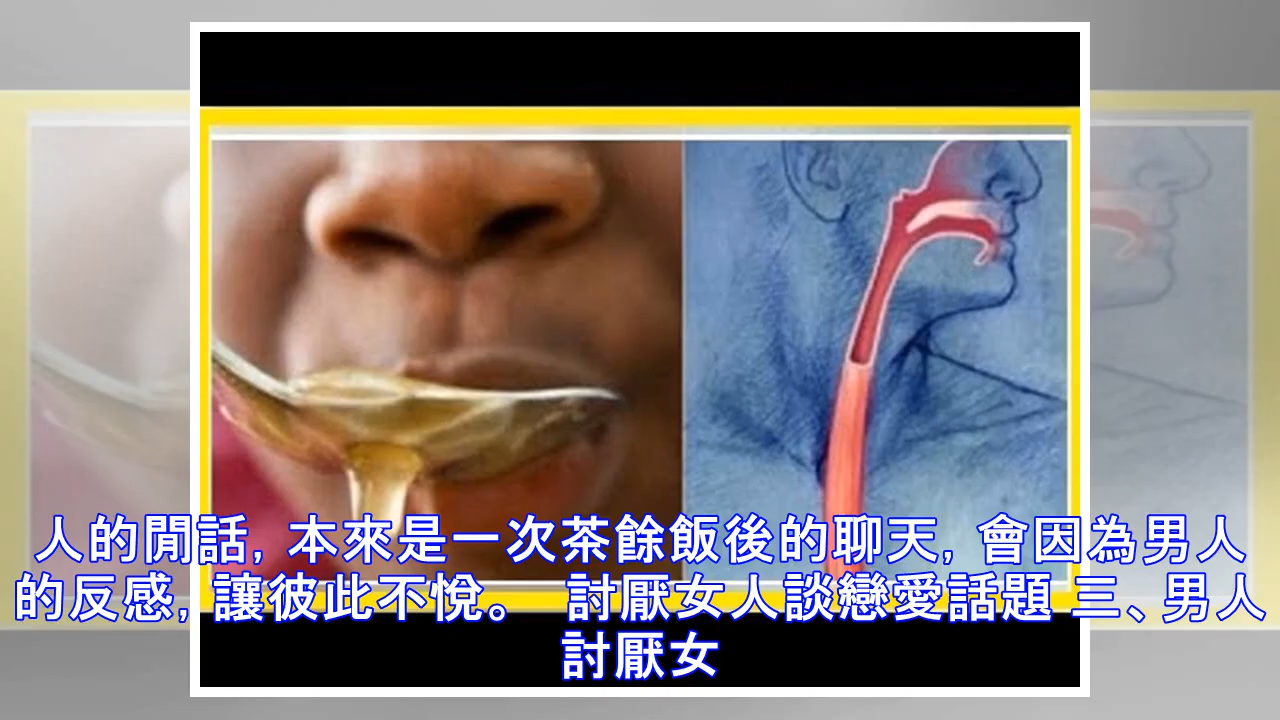 人的閒話, 本來是一次茶餘飯後的聊天, 會因為男人
的反感, 讓彼此不悅。 討厭女人談戀愛話題 三、男人
討厭女